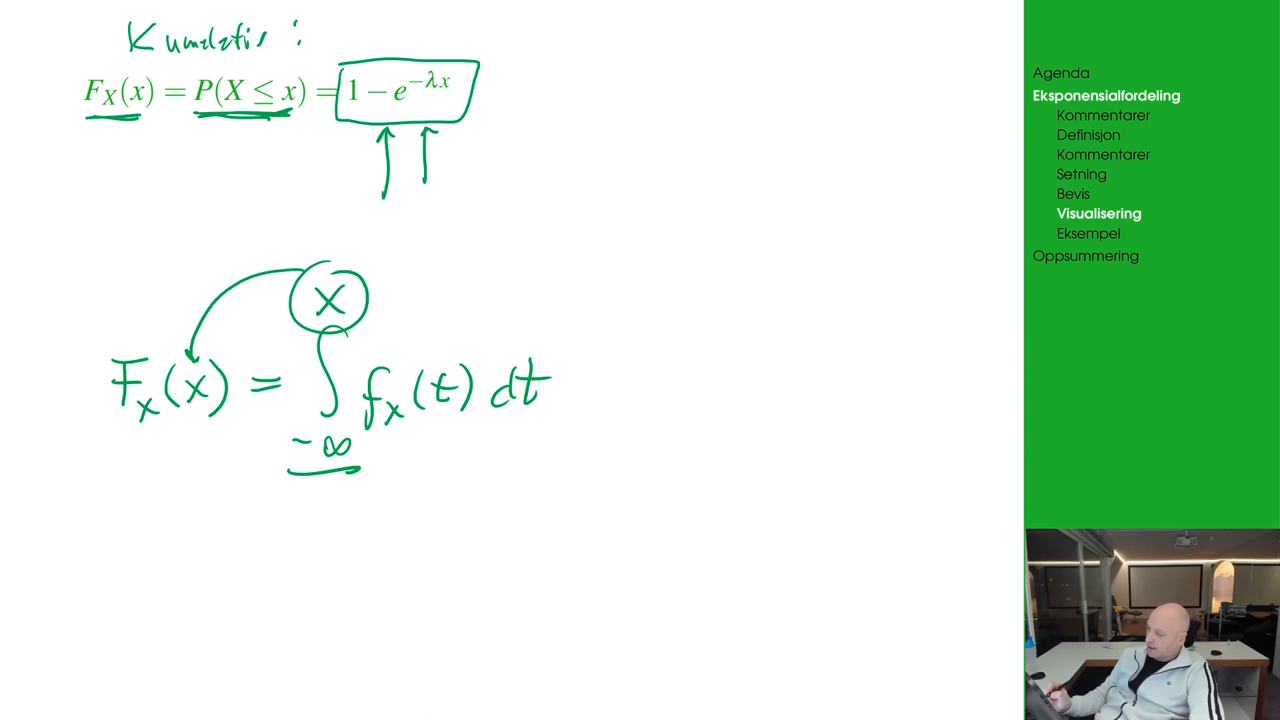 Kumulativ :
F_X(x) = P(X ≤ x) = 1 − e^{−λx}
x
F_X(x) = ∫ f_X(t) dt
−∞
Agenda
Eksponensialfordeling
Kommentarer
Definisjon
Kommentarer
Setning
Bevis
Visualisering
Eksempel
Oppsummering